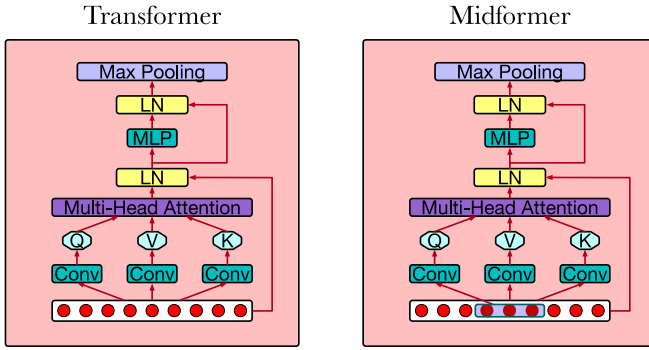 Transformer
Max Pooling
LN
MLP
LN
Multi-Head Attention
Q V K
Conv Conv Conv
Midformer
Max Pooling
LN
MLP
LN
Multi-Head Attention
Q V K
Conv Conv Conv